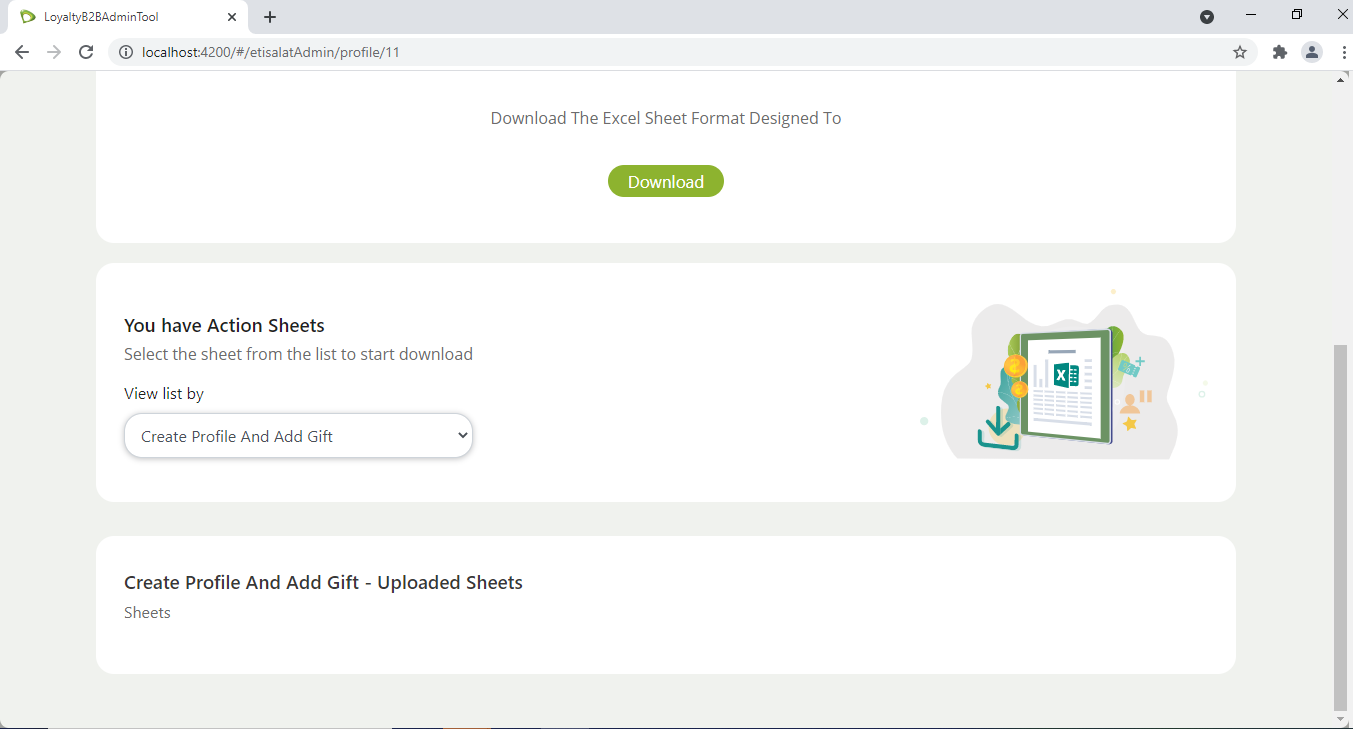 LoyaltyB2BAdminTool
localhost:4200/#/etisalatAdmin/profile/11
Download The Excel Sheet Format Designed To
Download
You have Action Sheets
Select the sheet from the list to start download
View list by
Create Profile And Add Gift
X
Create Profile And Add Gift - Uploaded Sheets
Sheets